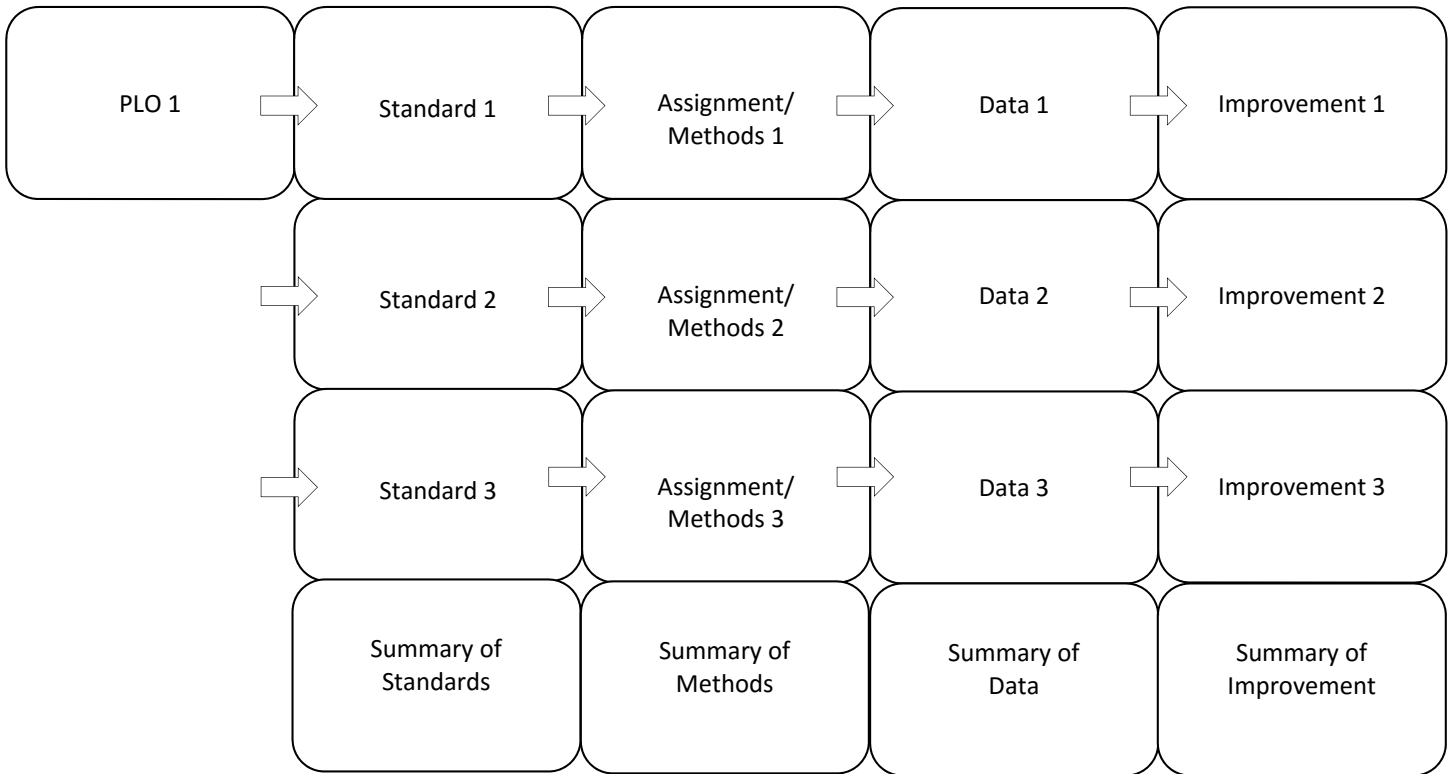 PLO 1
Standard 1
Assignment/
Methods 1
Data 1
Improvement 1
Standard 2
Assignment/
Methods 2
Data 2
Improvement 2
Standard 3
Assignment/
Methods 3
Data 3
Improvement 3
Summary of
Standards
Summary of
Methods
Summary of
Data
Summary of
Improvement